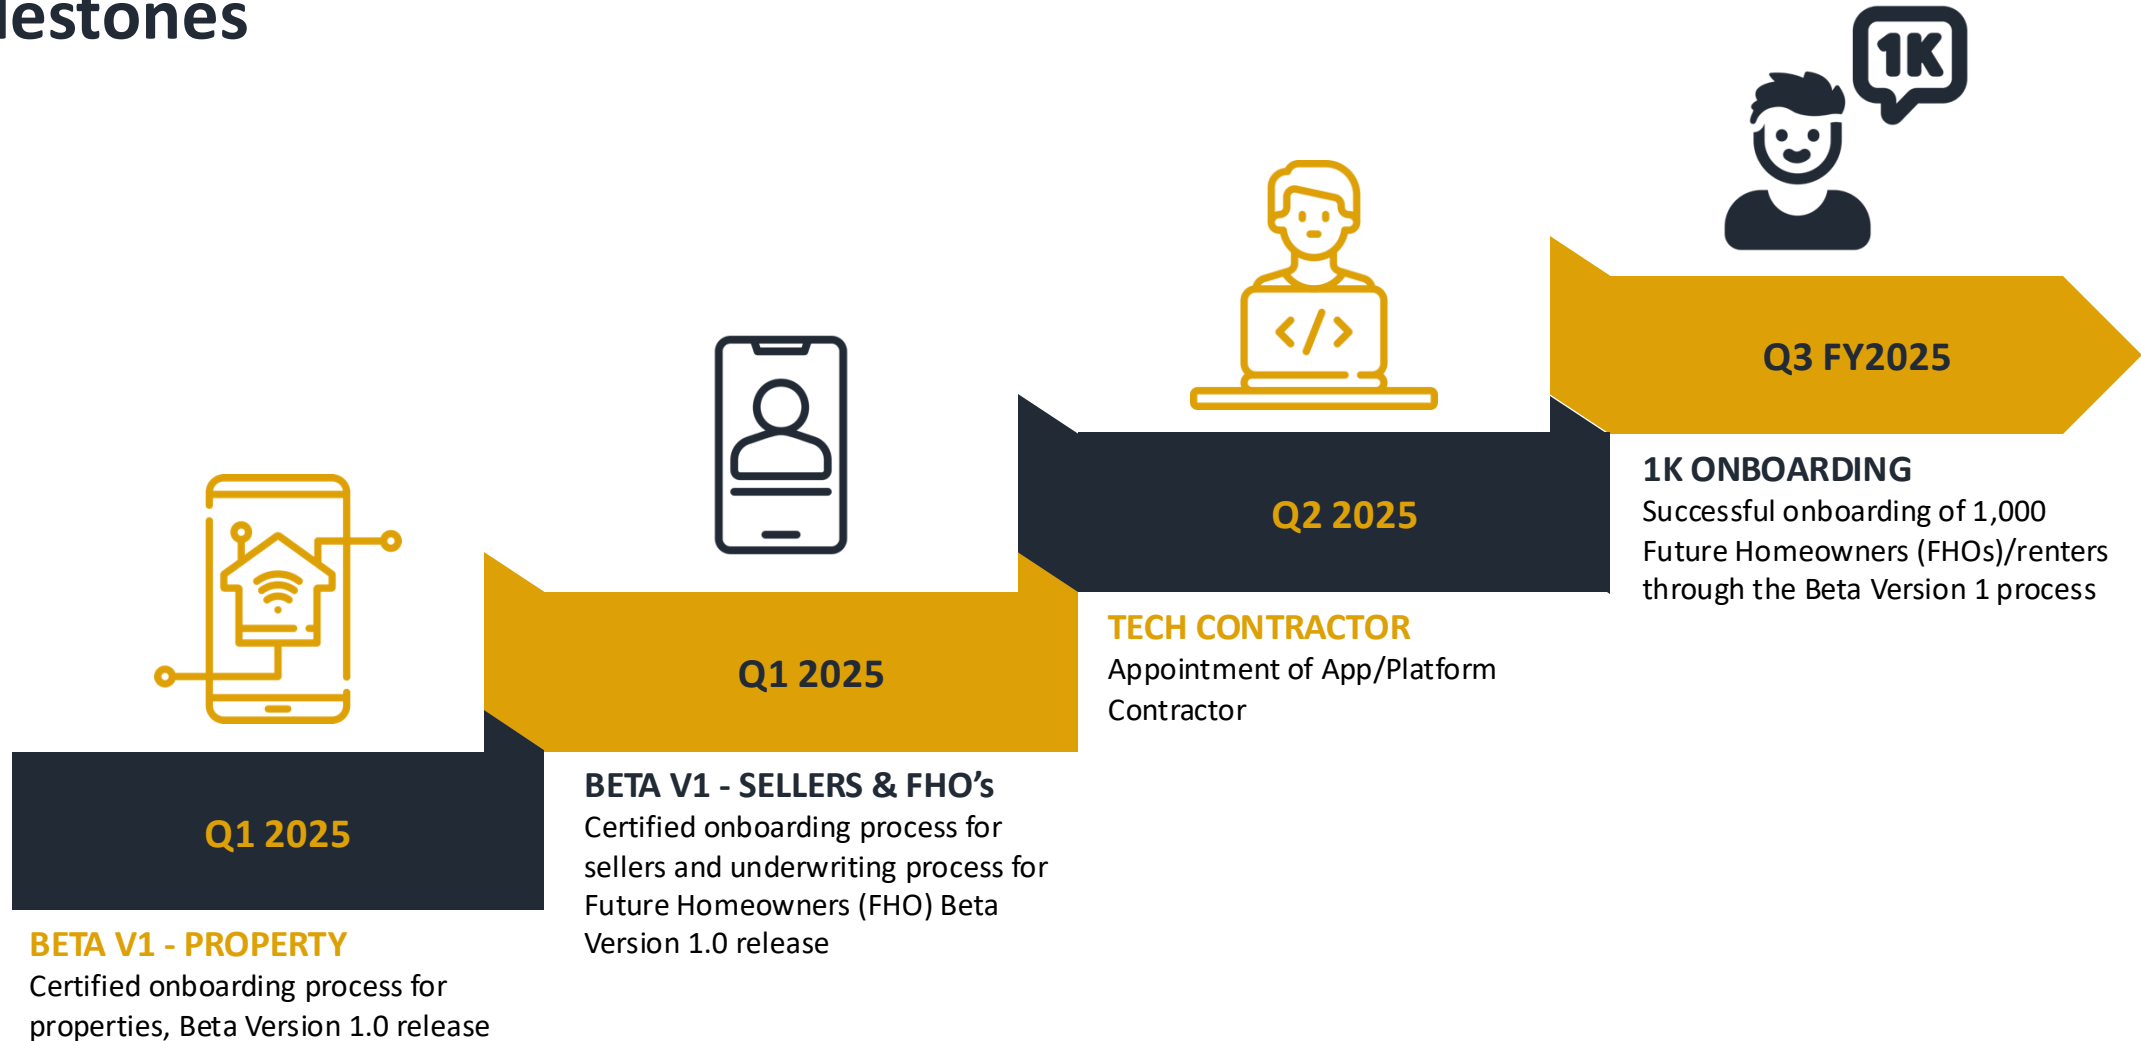 lestones
1K
Q3 FY2025
1K ONBOARDING
Successful onboarding of 1,000
Future Homeowners (FHOs)/renters
through the Beta Version 1 process
</>
Q2 2025
TECH CONTRACTOR
Appointment of App/Platform
Contractor
Q1 2025
BETA V1 - SELLERS & FHO’s
Certified onboarding process for
sellers and underwriting process for
Future Homeowners (FHO) Beta
Version 1.0 release
Q1 2025
BETA V1 - PROPERTY
Certified onboarding process for
properties, Beta Version 1.0 release